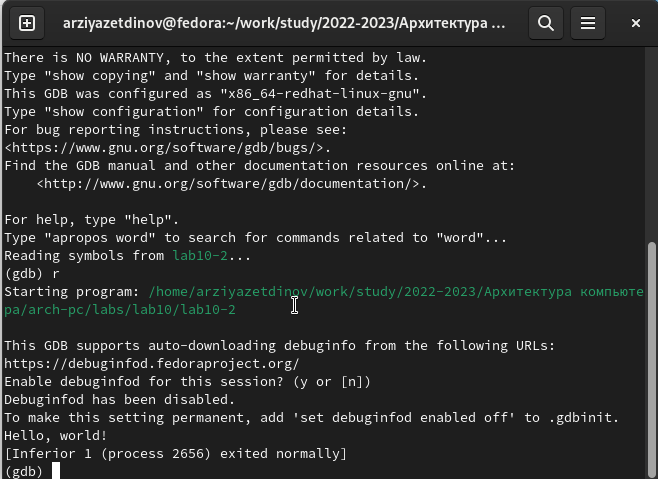 arziyazetdinov@fedora:~/work/study/2022-2023/Архитектура ...
There is NO WARRANTY, to the extent permitted by law.
Type "show copying" and "show warranty" for details.
This GDB was configured as "x86_64-redhat-linux-gnu".
Type "show configuration" for configuration details.
For bug reporting instructions, please see:
<https://www.gnu.org/software/gdb/bugs/>.
Find the GDB manual and other documentation resources online at:
    <http://www.gnu.org/software/gdb/documentation/>.

For help, type "help".
Type "apropos word" to search for commands related to "word"...
Reading symbols from lab10-2...
(gdb) r
Starting program: /home/arziyazetdinov/work/study/2022-2023/Архитектура компьюте
ра/arch-pc/labs/lab10/lab10-2

This GDB supports auto-downloading debuginfo from the following URLs:
https://debuginfod.fedoraproject.org/
Enable debuginfod for this session? (y or [n])
Debuginfod has been disabled.
To make this setting permanent, add 'set debuginfod enabled off' to .gdbinit.
Hello, world!
[Inferior 1 (process 2656) exited normally]
(gdb)